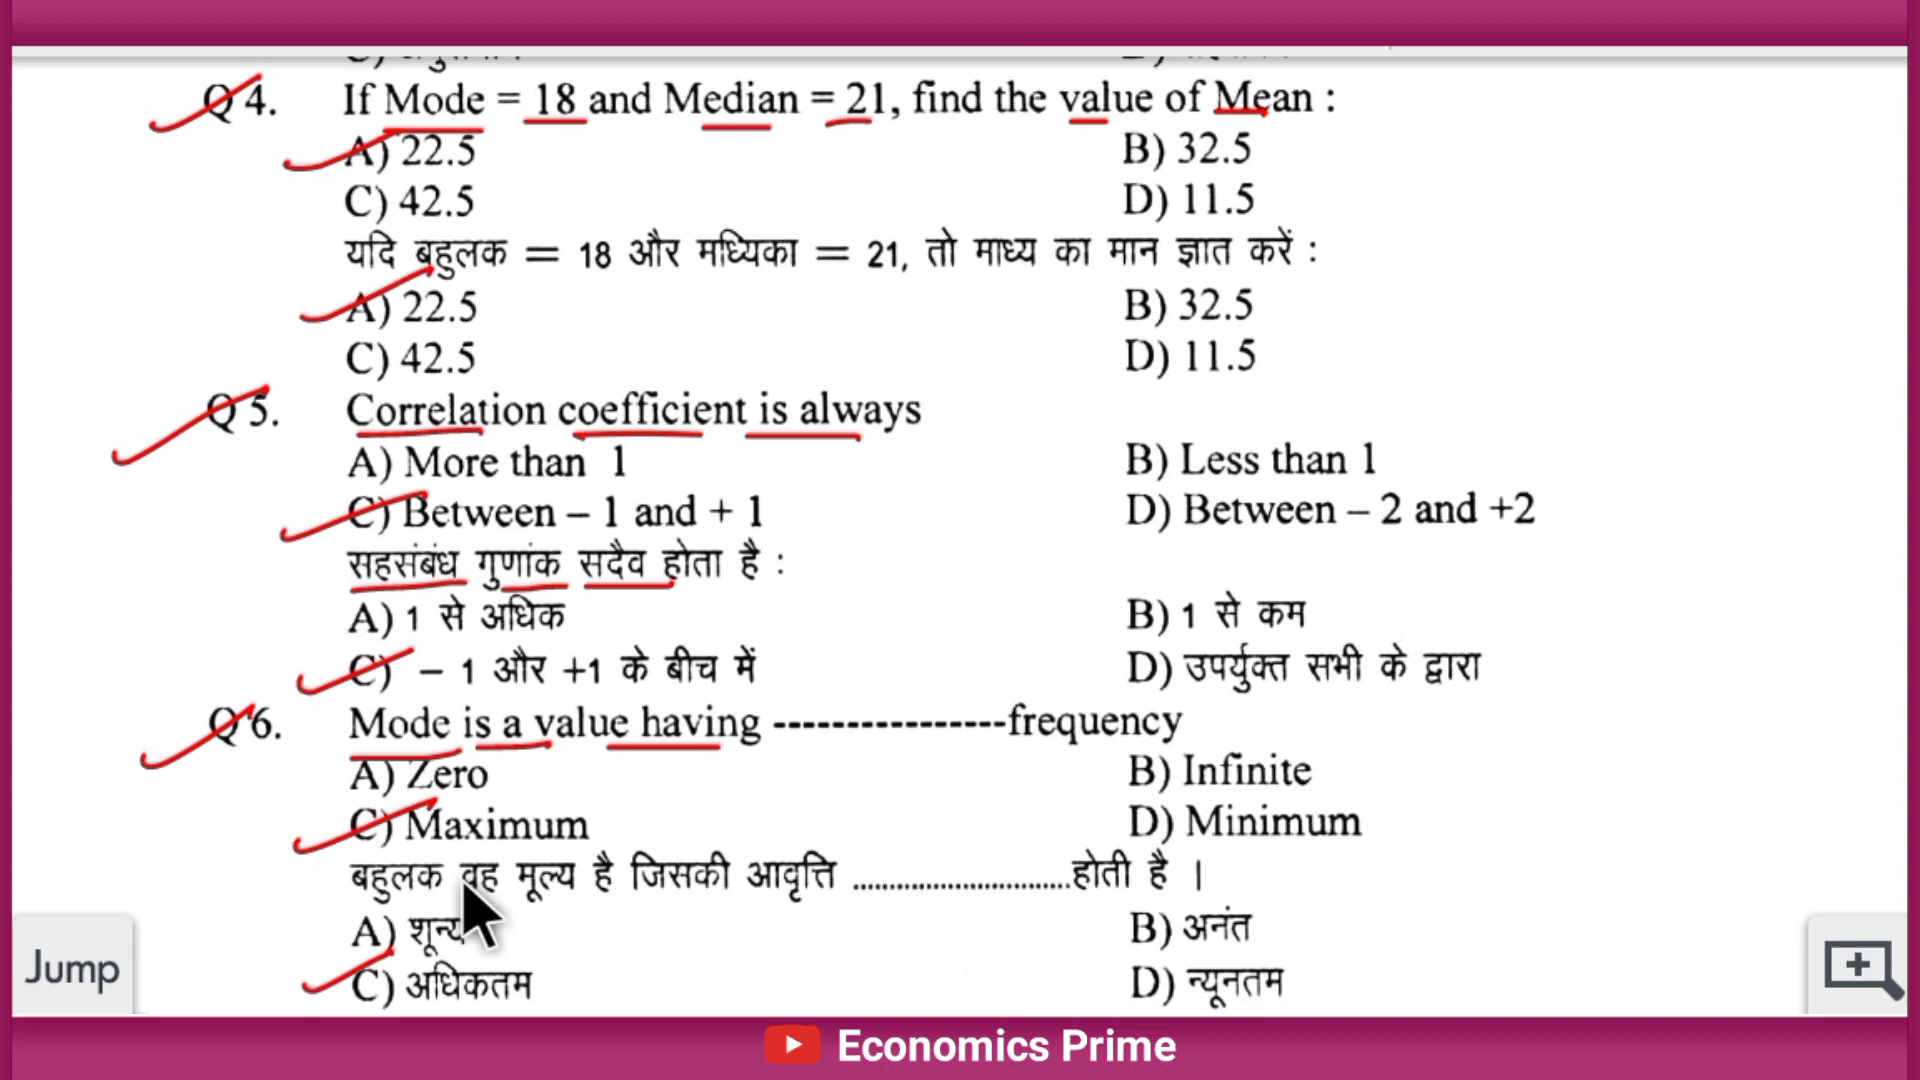 Q 4. If Mode = 18 and Median = 21, find the value of Mean :
A) 22.5 B) 32.5
C) 42.5 D) 11.5
यदि बहुलक = 18 और मध्यिका = 21, तो माध्य का मान ज्ञात करें :
A) 22.5 B) 32.5
C) 42.5 D) 11.5
Q 5. Correlation coefficient is always
A) More than 1 B) Less than 1
C) Between – 1 and + 1 D) Between – 2 and +2
सहसंबंध गुणांक सदैव होता है :
A) 1 से अधिक B) 1 से कम
C) – 1 और +1 के बीच में D) उपर्युक्त सभी के द्वारा
Q 6. Mode is a value having ----------------frequency
A) Zero B) Infinite
C) Maximum D) Minimum
बहुलक वह मूल्य है जिसकी आवृत्ति ..............................होती है ।
A) शून्य B) अनंत
C) अधिकतम D) न्यूनतम
Jump
Economics Prime